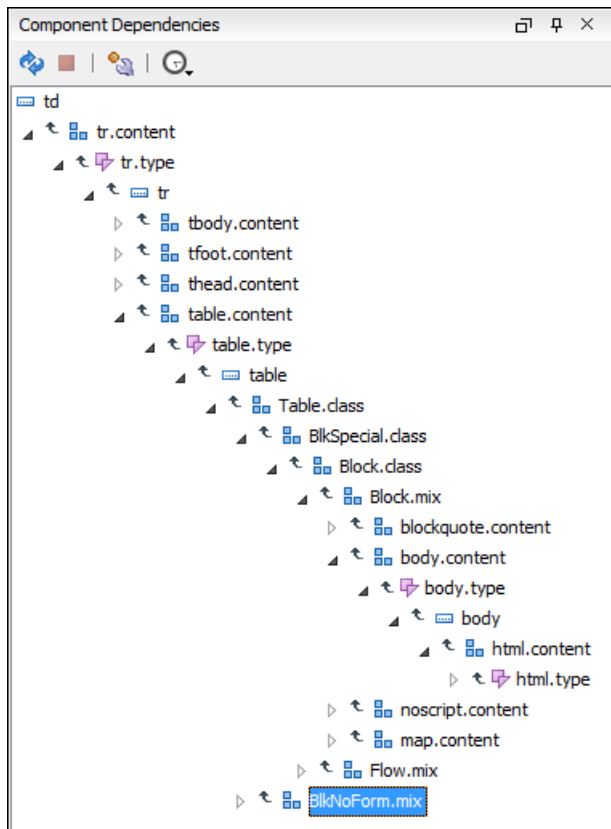 Component Dependencies
td
tr.content
tr.type
tr
tbody.content
tfoot.content
thead.content
table.content
table.type
table
Table.class
BlkSpecial.class
Block.class
Block.mix
blockquote.content
body.content
body.type
body
html.content
html.type
noscript.content
map.content
Flow.mix
BlkNoForm.mix